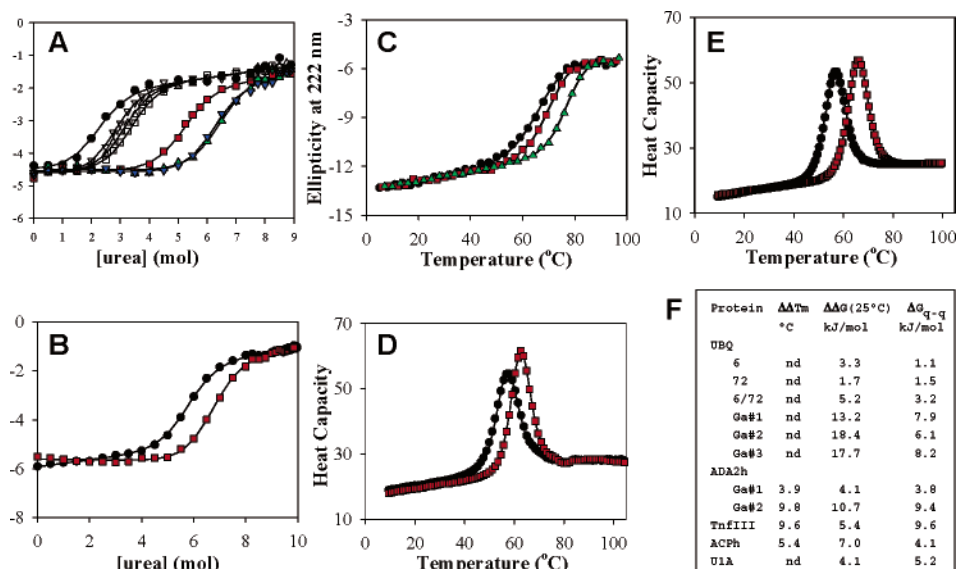 A
-1
-2
-3
-4
-5
-6
0 1 2 3 4 5 6 7 8 9
[urea] (mol)
C
Ellipticity at 222 nm
-3
-6
-9
-12
-15
0 20 40 60 80 100
Temperature (°C)
E
Heat Capacity
70
50
30
10
0 20 40 60 80 100
Temperature (°C)
B
0
-2
-4
-6
-8
0 2 4 6 8 10
[urea] (mol)
D
Heat Capacity
70
50
30
10
0 20 40 60 80 100
Temperature (°C)
F
Protein ΔΔTm ΔΔG(25°C) ΔGq-q
°C kJ/mol kJ/mol
UBQ
6 nd 3.3 1.1
72 nd 1.7 1.5
6/72 nd 5.2 3.2
Ga#1 nd 13.2 7.9
Ga#2 nd 18.4 6.1
Ga#3 nd 17.7 8.2
ADA2h
Ga#1 3.9 4.1 3.8
Ga#2 9.8 10.7 9.4
TnfIII 9.6 5.4 9.6
ACPh 5.4 7.0 4.1
U1A nd 4.1 5.2